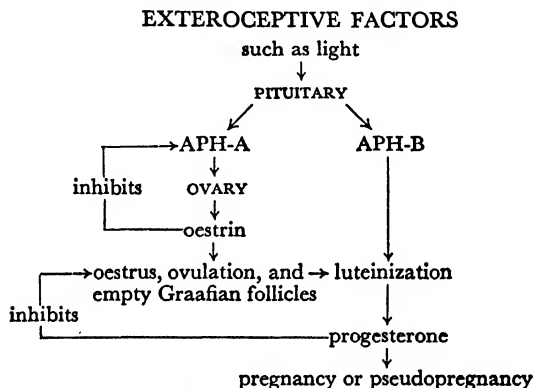 EXTEROCEPTIVE FACTORS
such as light
PITUITARY
APH-A
APH-B
inhibits
OVARY
oestrin
oestrus, ovulation, and
empty Graafian follicles
luteinization
inhibits
progesterone
pregnancy or pseudopregnancy